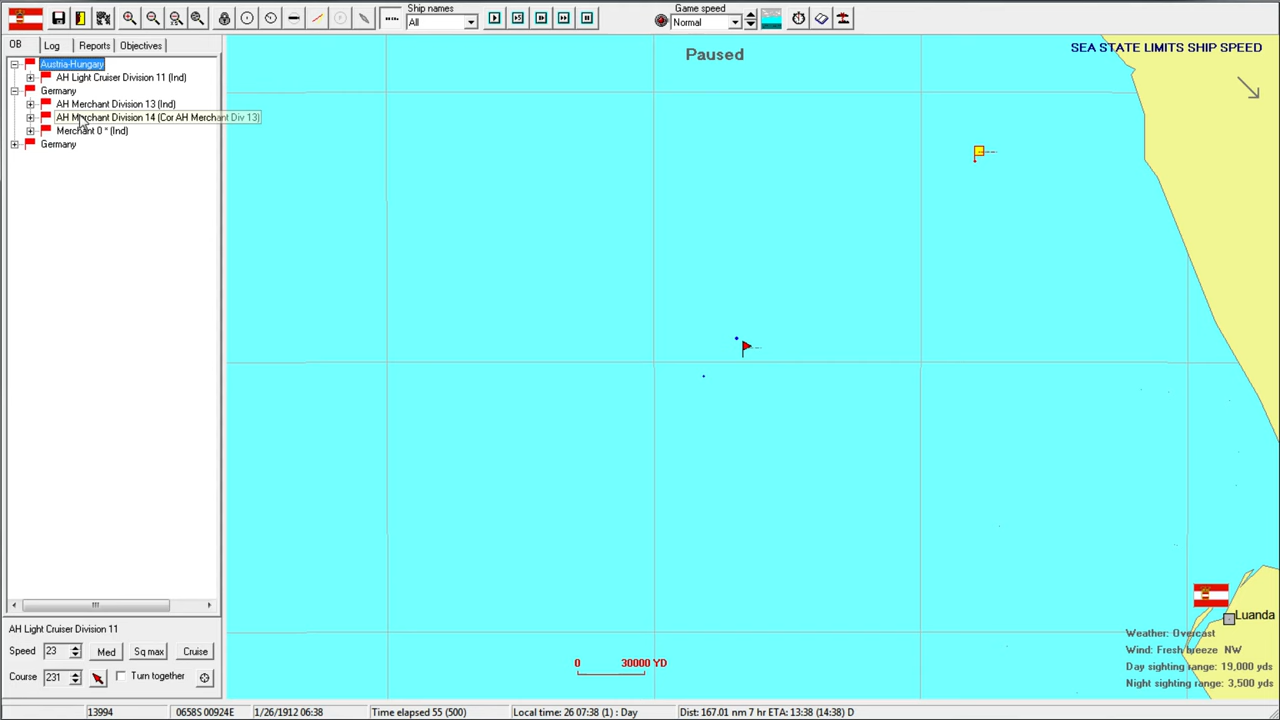 Ship names
All
Game speed
Normal
OB
Log
Reports
Objectives
Paused
SEA STATE LIMITS SHIP SPEED
Austria-Hungary
AH Light Cruiser Division 11 (Ind)
Germany
AH Merchant Division 13 (Ind)
AH Merchant Division 14 (Cor AH Merchant Div 13)
Merchant 0 * (Ind)
Germany
Luanda
Weather: Overcast
Wind: Fresh breeze NW
Day sighting range: 19,000 yds
Night sighting range: 3,500 yds
0 30000 YD
AH Light Cruiser Division 11
Speed 23 Med Sq max Cruise
Course 231 Turn together
13994
0658S 00924E
1/26/1912 06:38
Time elapsed 55 (500)
Local time: 26 07:38 (1) : Day
Dist: 167.01 nm 7 hr ETA: 13:38 (14:38) D